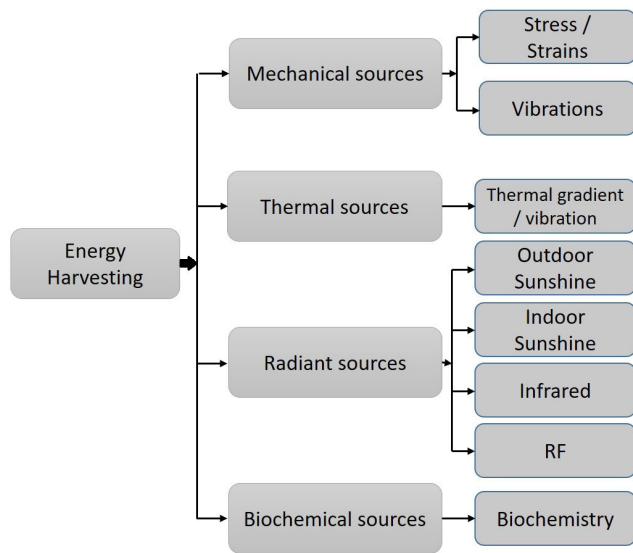 Energy
Harvesting
Mechanical sources
Stress /
Strains
Vibrations
Thermal sources
Thermal gradient
/ vibration
Radiant sources
Outdoor
Sunshine
Indoor
Sunshine
Infrared
RF
Biochemical sources
Biochemistry